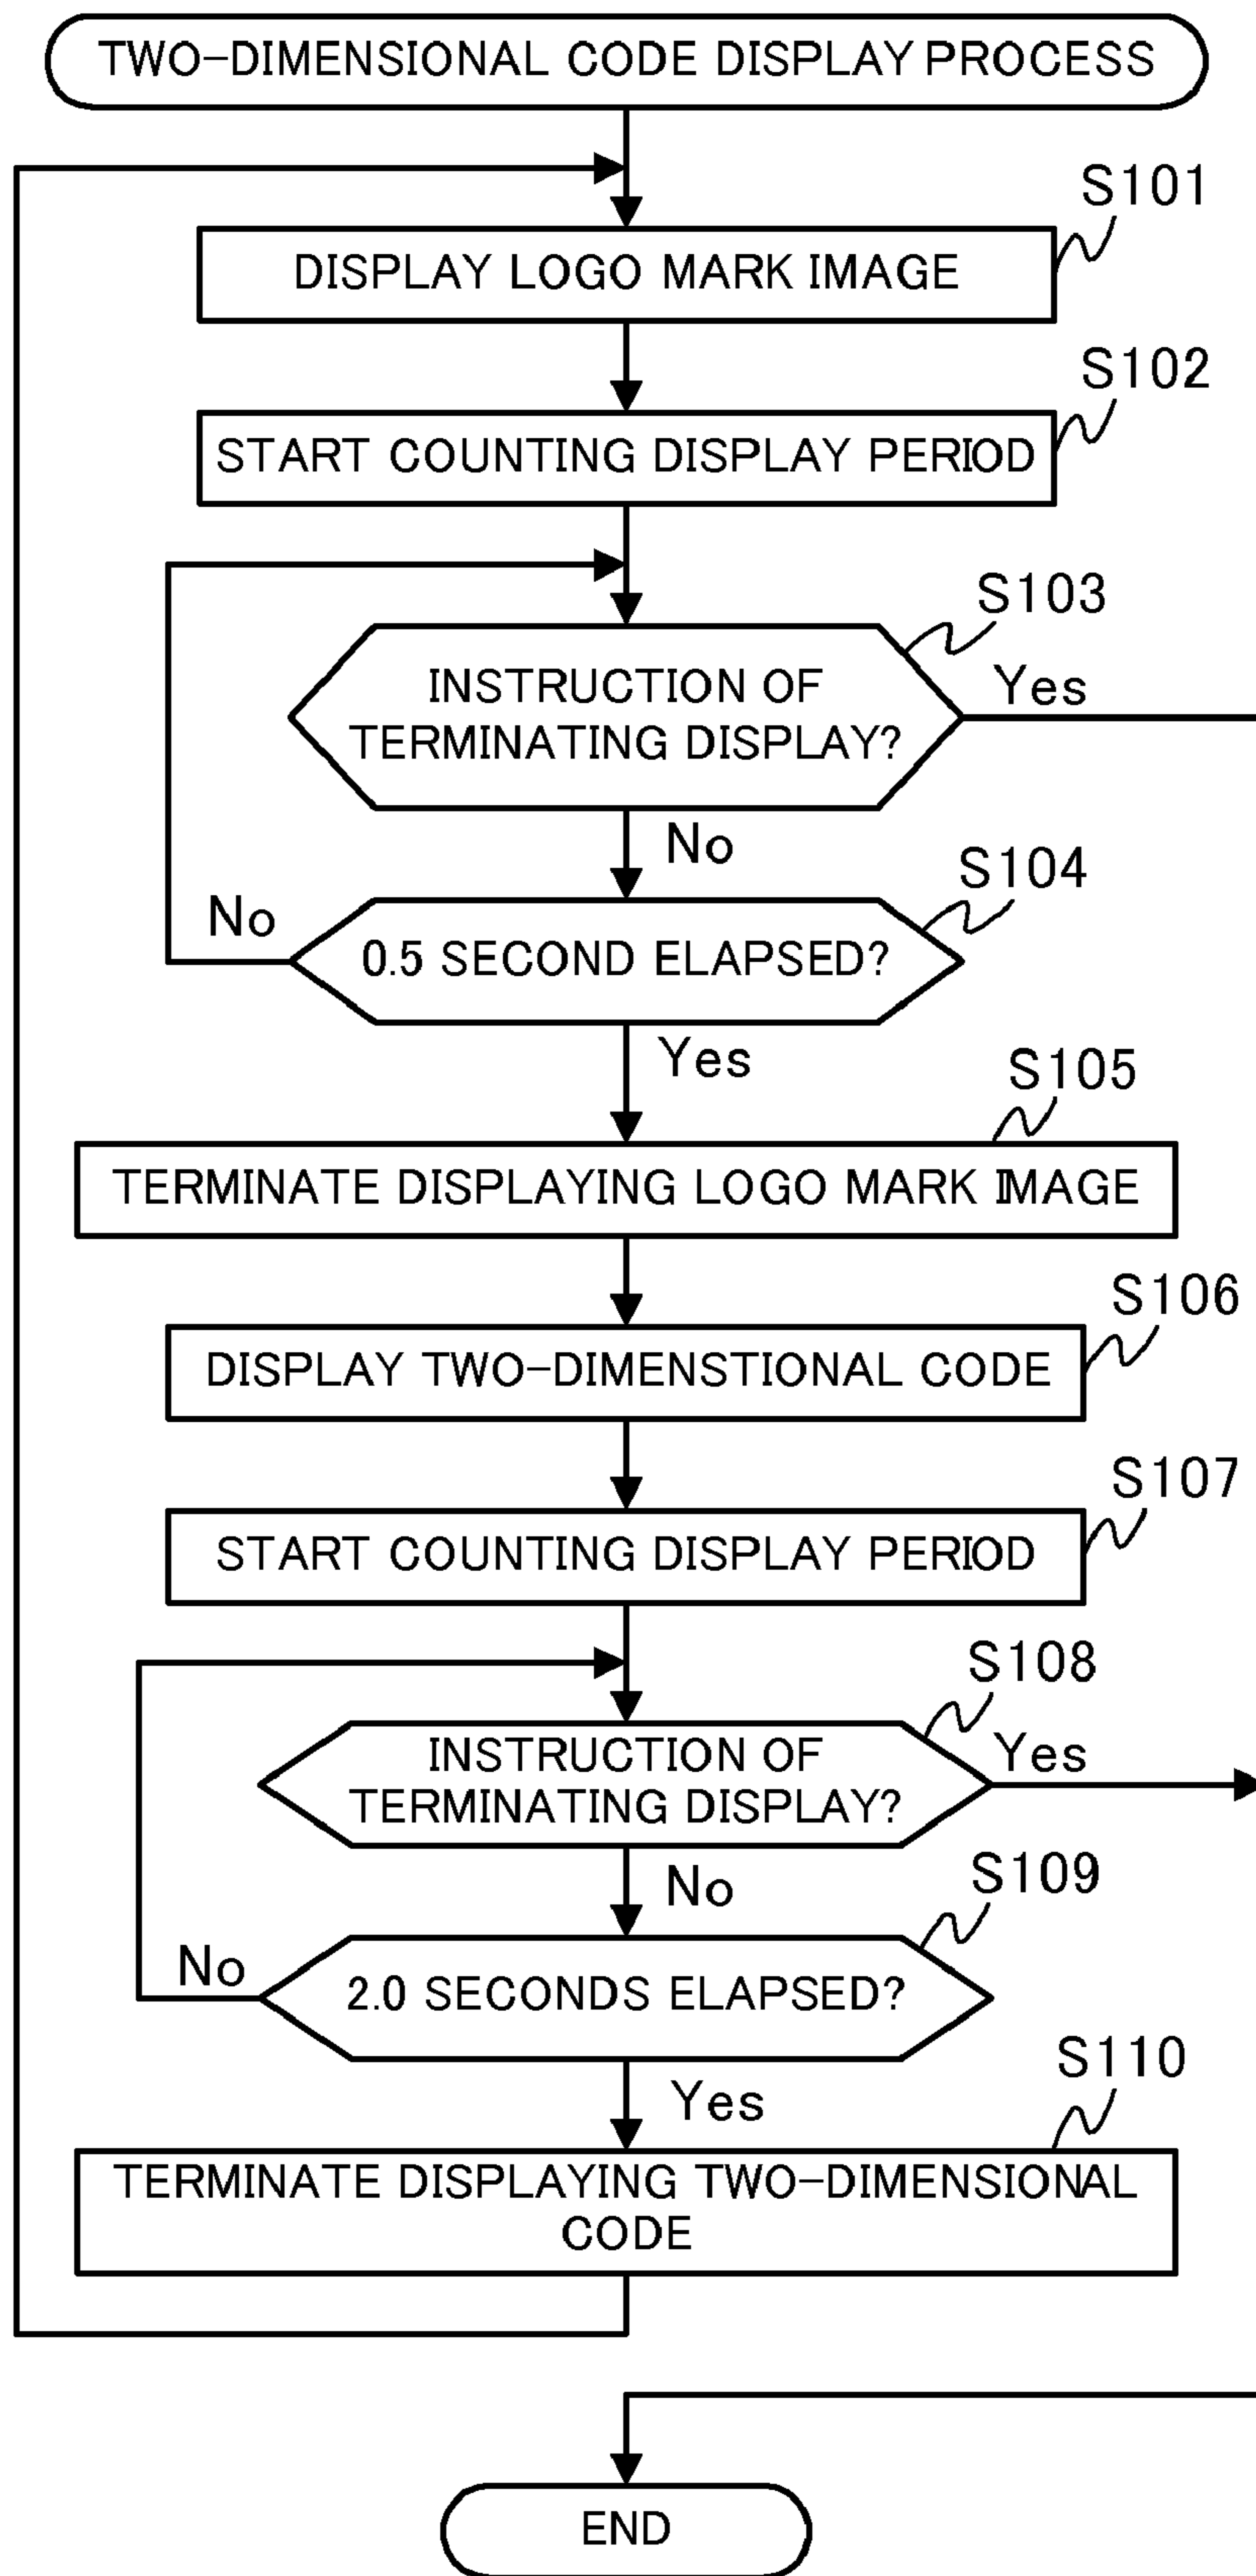 TWO-DIMENSIONAL CODE DISPLAY PROCESS
S101
DISPLAY LOGO MARK IMAGE
S102
START COUNTING DISPLAY PERIOD
S103
INSTRUCTION OF
TERMINATING DISPLAY?
Yes
No
S104
No
0.5 SECOND ELAPSED?
Yes
S105
TERMINATE DISPLAYING LOGO MARK IMAGE
S106
DISPLAY TWO-DIMENSTIONAL CODE
S107
START COUNTING DISPLAY PERIOD
S108
INSTRUCTION OF
TERMINATING DISPLAY?
Yes
No
S109
No
2.0 SECONDS ELAPSED?
Yes
S110
TERMINATE DISPLAYING TWO-DIMENSIONAL
CODE
END